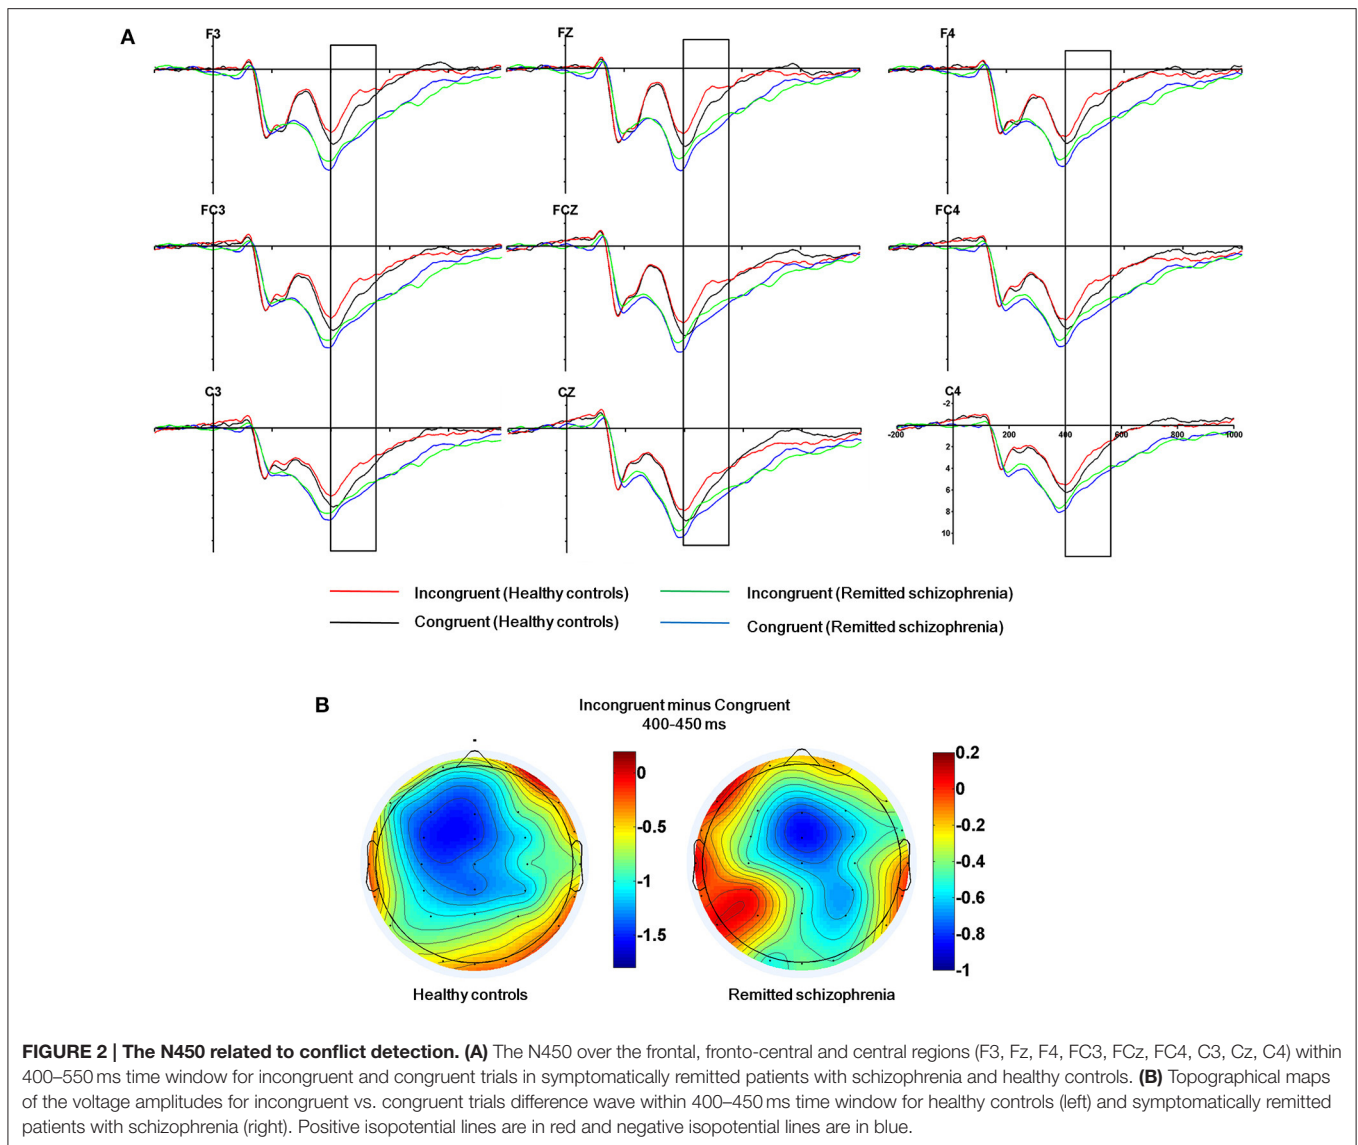 A
F3
FZ
F4
FC3
FCZ
FC4
C3
CZ
C4
-2
-200
200
400
600
800
1000
2
4
6
8
10
Incongruent (Healthy controls)
Incongruent (Remitted schizophrenia)
Congruent (Healthy controls)
Congruent (Remitted schizophrenia)
B
Incongruent minus Congruent
400-450 ms
0
-0.5
-1
-1.5
0.2
0
-0.2
-0.4
-0.6
-0.8
-1
Healthy controls
Remitted schizophrenia
FIGURE 2 | The N450 related to conflict detection. (A) The N450 over the frontal, fronto-central and central regions (F3, Fz, F4, FC3, FCz, FC4, C3, Cz, C4) within
400–550 ms time window for incongruent and congruent trials in symptomatically remitted patients with schizophrenia and healthy controls. (B) Topographical maps
of the voltage amplitudes for incongruent vs. congruent trials difference wave within 400–450 ms time window for healthy controls (left) and symptomatically remitted
patients with schizophrenia (right). Positive isopotential lines are in red and negative isopotential lines are in blue.